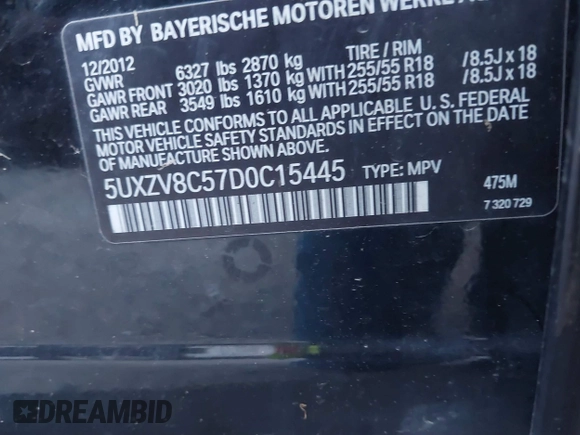 MFD BY BAYERISCHE MOTOREN WERKE
12/2012 TIRE / RIM
GVWR 6327 lbs 2870 kg
GAWR FRONT 3020 lbs 1370 kg WITH 255/55 R18 / 8.5J x 18
GAWR REAR 3549 lbs 1610 kg WITH 255/55 R18 / 8.5J x 18
THIS VEHICLE CONFORMS TO ALL APPLICABLE U. S. FEDERAL
MOTOR VEHICLE SAFETY STANDARDS IN EFFECT ON THE DATE OF
MANUFACTURE SHOWN ABOVE.
5UXZV8C57D0C15445 TYPE: MPV 475M
7 320 729
DREAMBID